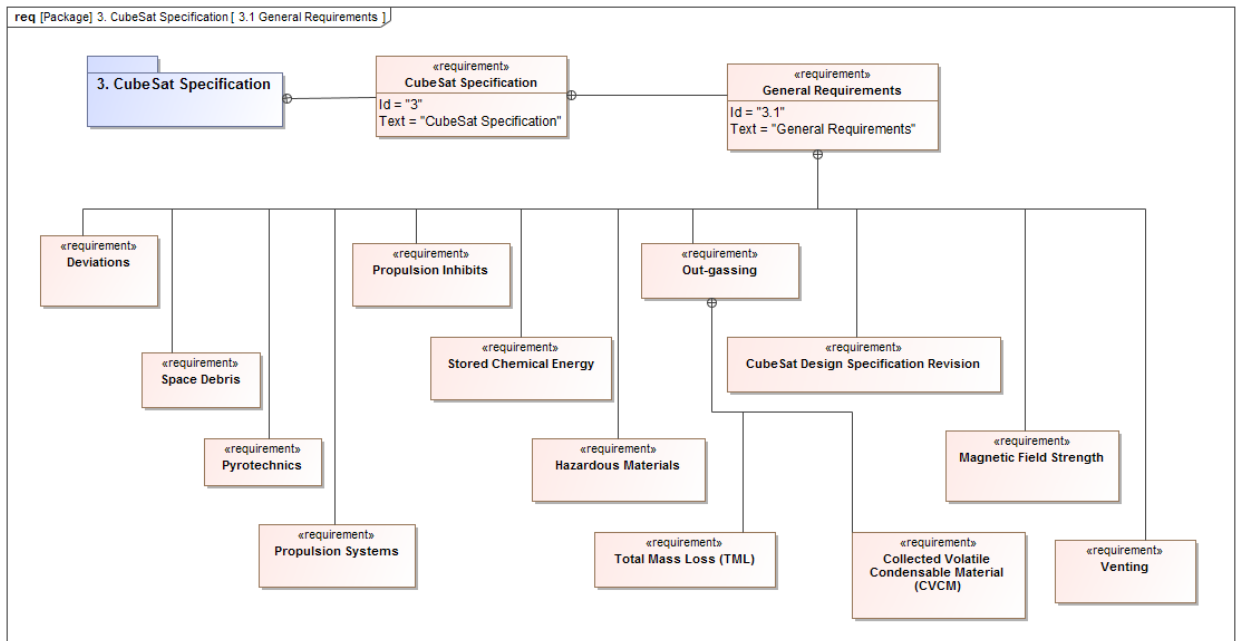 req [Package] 3. CubeSat Specification [ 3.1 General Requirements ]
3. CubeSat Specification
«requirement»
CubeSat Specification
Id = "3"
Text = "CubeSat Specification"
«requirement»
General Requirements
Id = "3.1"
Text = "General Requirements"
«requirement»
Deviations
«requirement»
Propulsion Inhibits
«requirement»
Out-gassing
«requirement»
Space Debris
«requirement»
Stored Chemical Energy
«requirement»
CubeSat Design Specification Revision
«requirement»
Pyrotechnics
«requirement»
Hazardous Materials
«requirement»
Magnetic Field Strength
«requirement»
Propulsion Systems
«requirement»
Total Mass Loss (TML)
«requirement»
Collected Volatile
Condensable Material
(CVCM)
«requirement»
Venting